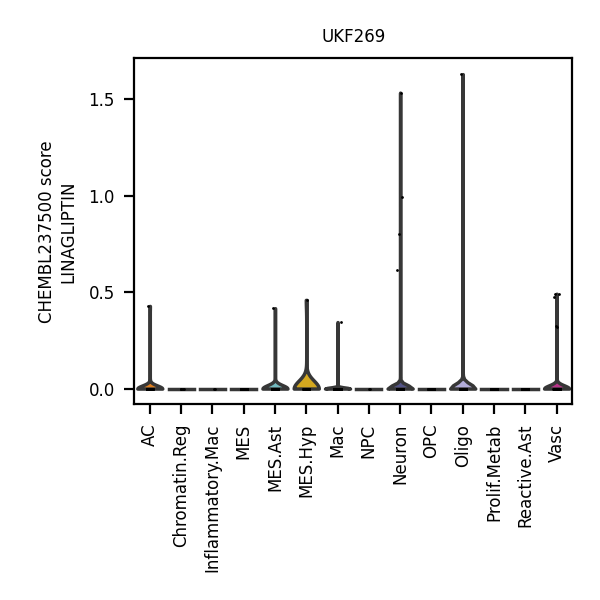 UKF269
CHEMBL237500 score
LINAGLIPTIN
1.5
1.0
0.5
0.0
AC
Chromatin.Reg
Inflammatory.Mac
MES
MES.Ast
MES.Hyp
Mac
NPC
Neuron
OPC
Oligo
Prolif.Metab
Reactive.Ast
Vasc